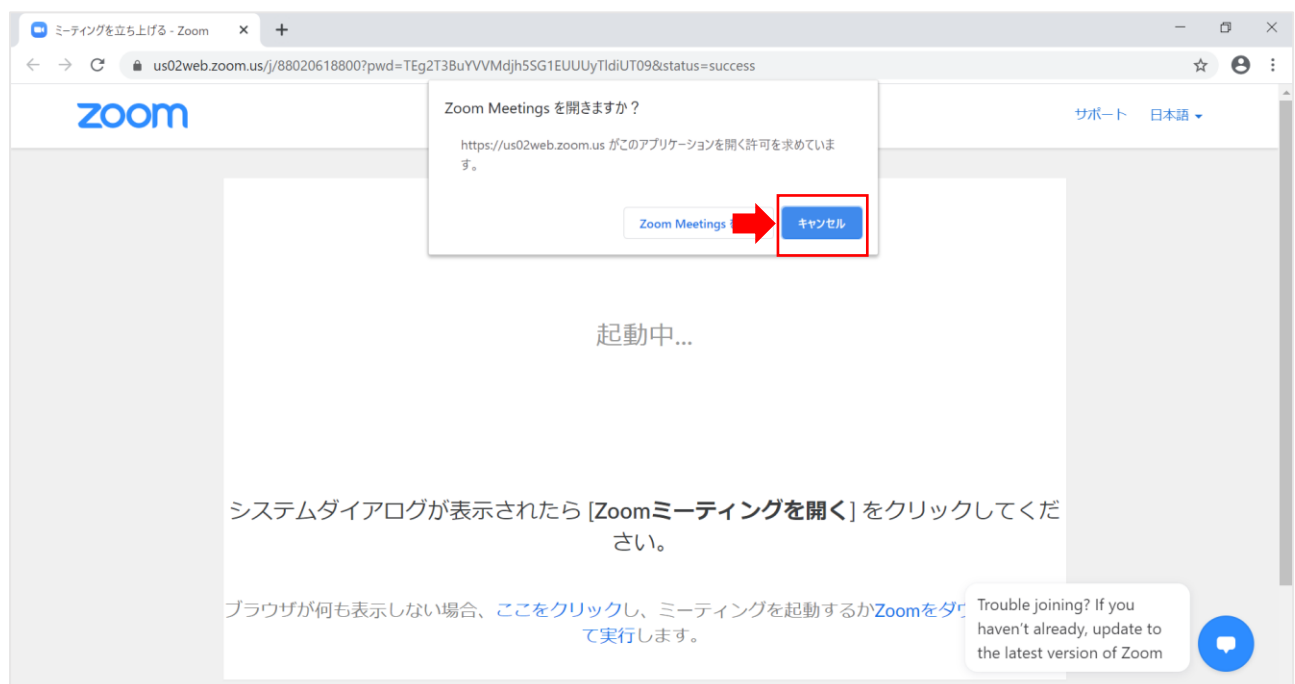 ミーティングを立ち上げる - Zoom
us02web.zoom.us/j/88020618800?pwd=TEg2T3BuYVVMdjh5SG1EUUUyTldiUT09&status=success
zoom
サポート 日本語
Zoom Meetings を開きますか？
https://us02web.zoom.us がこのアプリケーションを開く許可を求めていま
す。
Zoom Meetings
キャンセル
起動中...
システムダイアログが表示されたら [Zoomミーティングを開く] をクリックしてくだ
さい。
ブラウザが何も表示しない場合、ここをクリックし、ミーティングを起動するかZoomをダウ
て実行します。
Trouble joining? If you
haven't already, update to
the latest version of Zoom